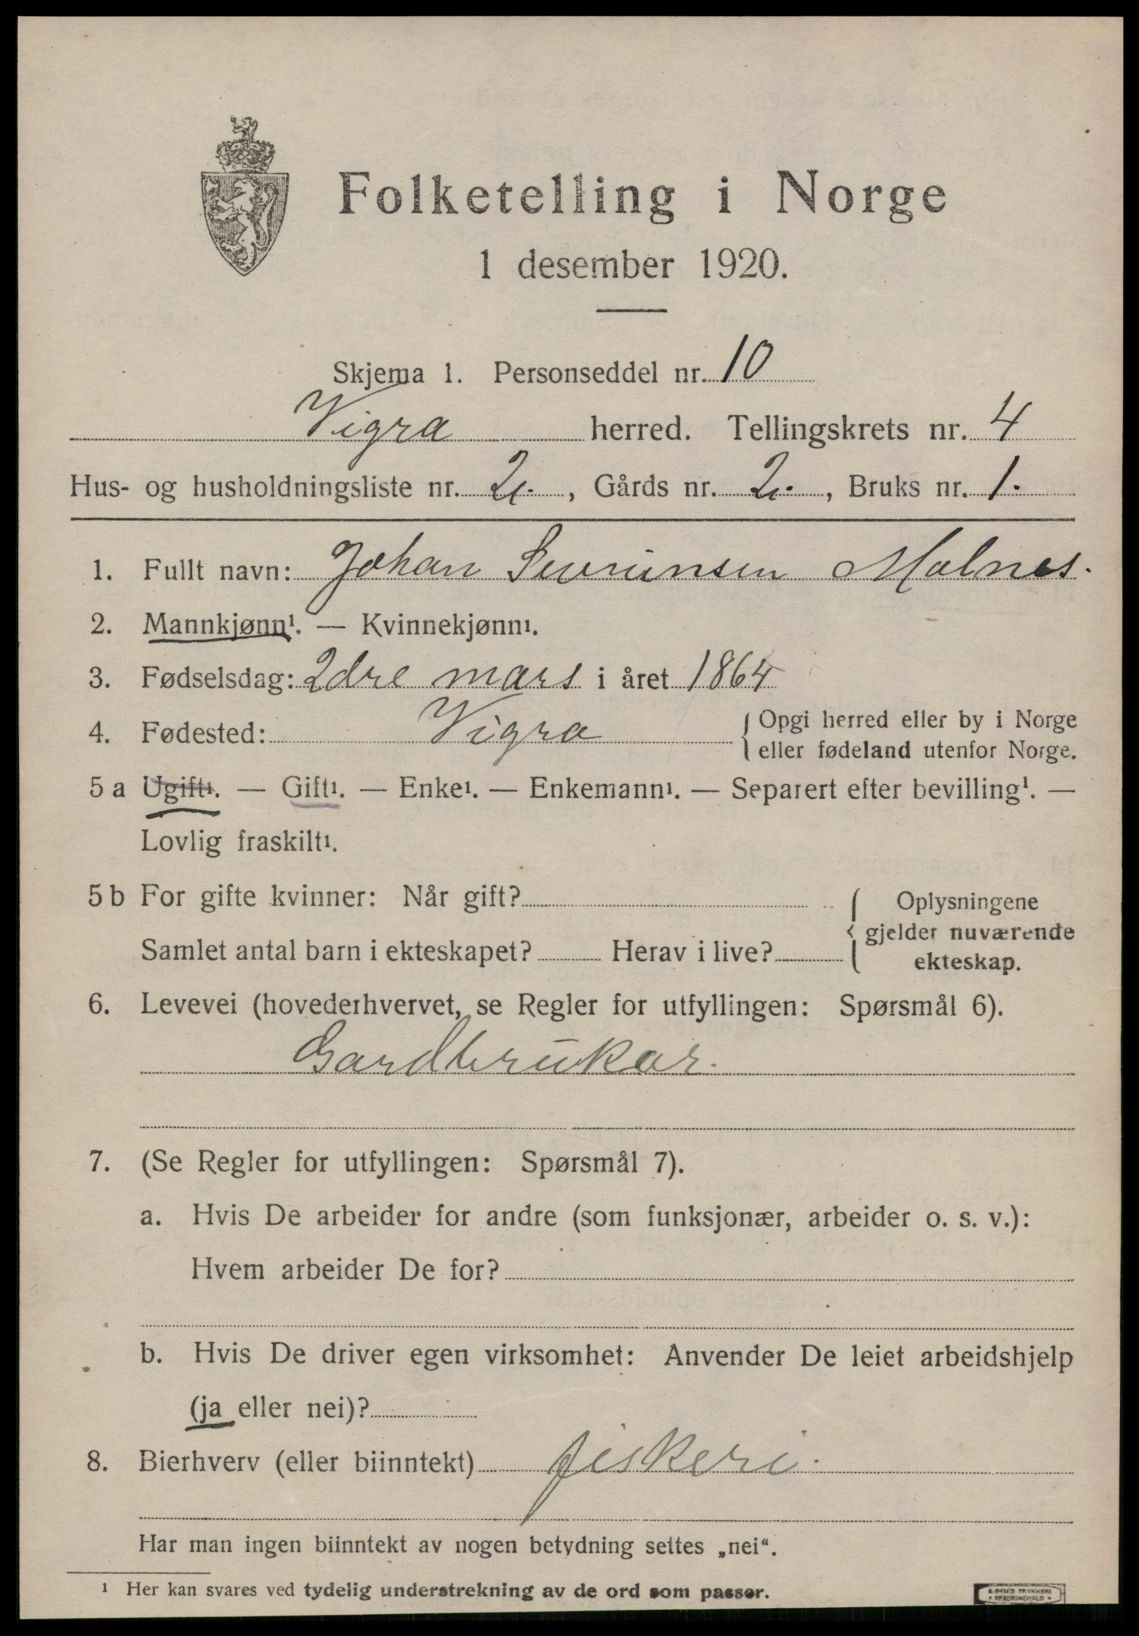 Folketelling i Norge
1 desember 1920.
Skjema 1. Personseddel nr. 10
Vigra herred. Tellingskrets nr. 4
Hus- og husholdningsliste nr. 2. , Gårds nr. 2. , Bruks nr. 1.
1. Fullt navn: Johan Sevrinsen Molnes.
2. Mannkjønn¹. — Kvinnekjønn¹.
3. Fødselsdag: 2dre mars i året 1864
4. Fødested: Vigra { Opgi herred eller by i Norge
eller fødeland utenfor Norge.
5 a Ugift¹. — Gift¹. — Enke¹. — Enkemann¹. — Separert efter bevilling¹. —
Lovlig fraskilt¹.
5 b For gifte kvinner: Når gift? { Oplysningene
gjelder nuværende
Samlet antal barn i ekteskapet? Herav i live? ekteskap.
6. Levevei (hovederhvervet, se Regler for utfyllingen: Spørsmål 6).
Gardbrukar.
7. (Se Regler for utfyllingen: Spørsmål 7).
a. Hvis De arbeider for andre (som funksjonær, arbeider o. s. v.):
Hvem arbeider De for?
b. Hvis De driver egen virksomhet: Anvender De leiet arbeidshjelp
(ja eller nei)?
8. Bierhverv (eller biinntekt) fiskeri.
Har man ingen biinntekt av nogen betydning settes „nei“.
¹ Her kan svares ved tydelig understrekning av de ord som passer.